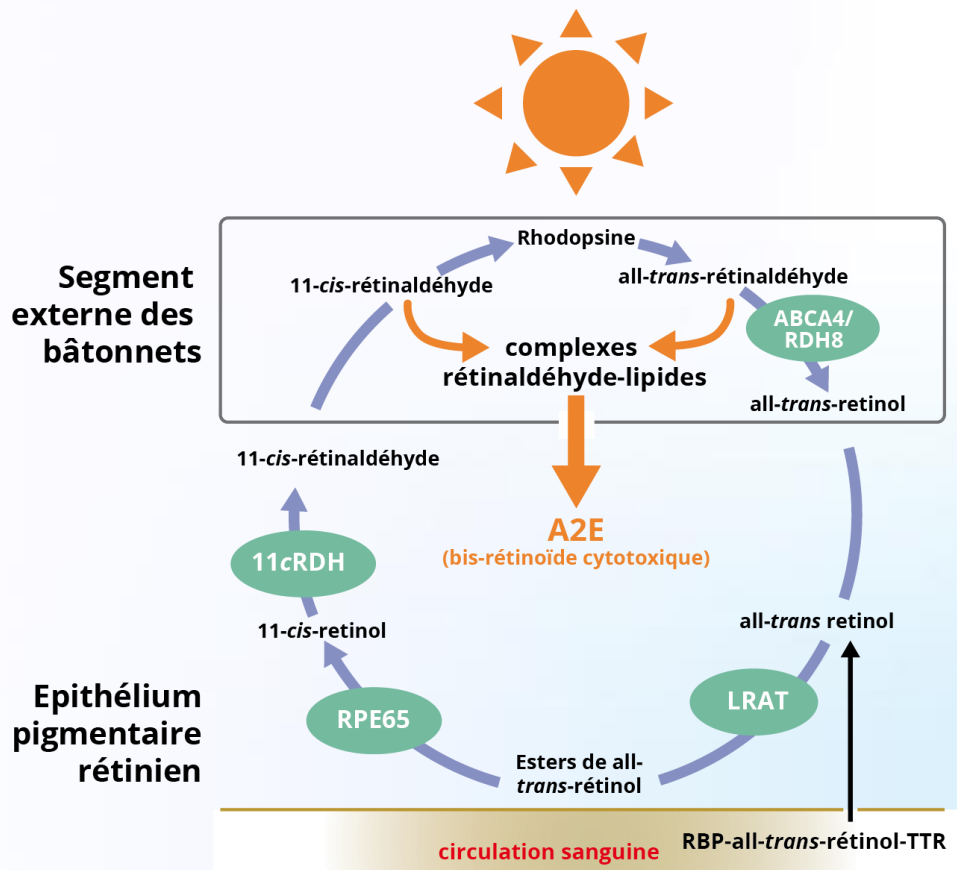 Segment
externe des
bâtonnets
Rhodopsine
11-cis-rétinaldéhyde
all-trans-rétinaldéhyde
ABCA4/
RDH8
complexes
rétinaldéhyde-lipides
all-trans-retinol
11-cis-rétinaldéhyde
A2E
(bis-rétinoïde cytotoxique)
11cRDH
11-cis-retinol
all-trans retinol
Epithélium
pigmentaire
rétinien
RPE65
LRAT
Esters de all-
trans-rétinol
circulation sanguine
RBP-all-trans-rétinol-TTR